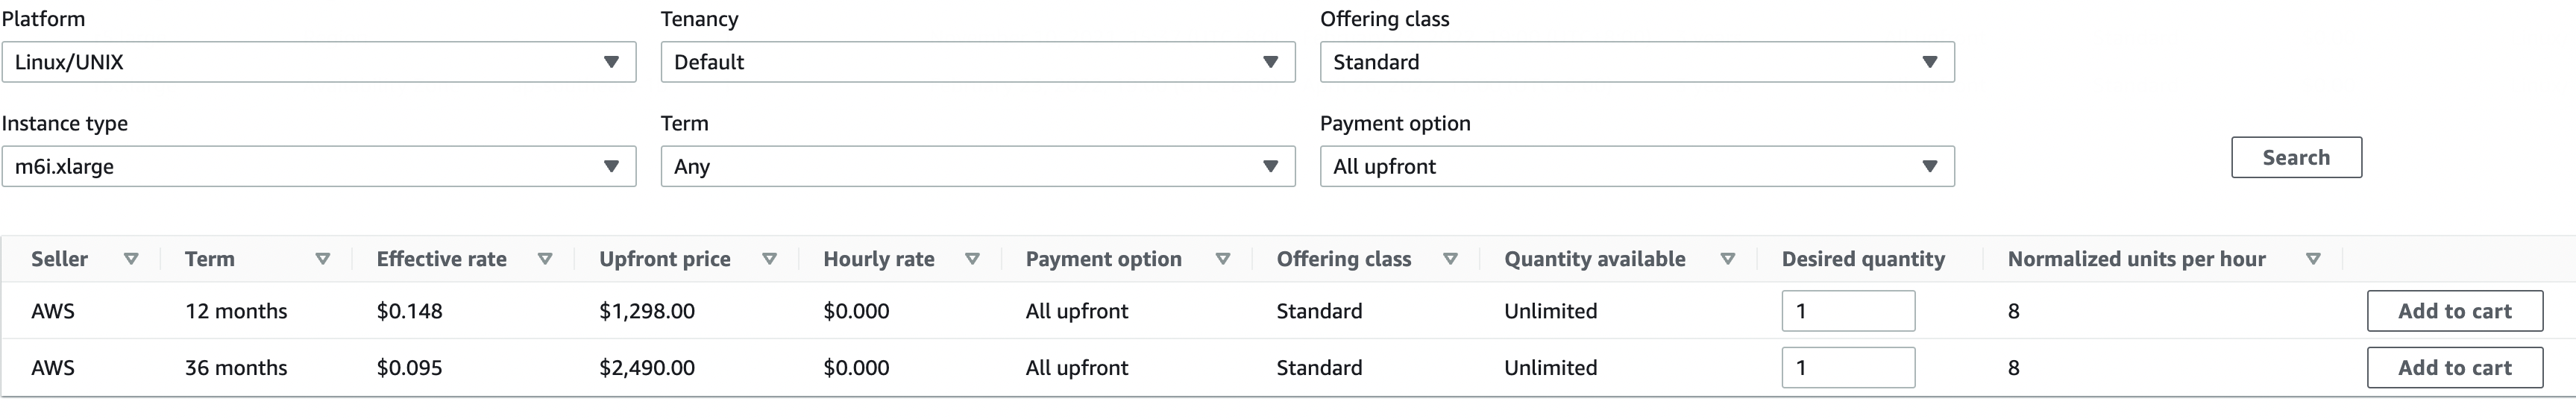 Platform Tenancy Offering class
Linux/UNIX Default Standard
Instance type Term Payment option
m6i.xlarge Any All upfront Search
Seller Term Effective rate Upfront price Hourly rate Payment option Offering class Quantity available Desired quantity Normalized units per hour
AWS 12 months $0.148 $1,298.00 $0.000 All upfront Standard Unlimited 1 8 Add to cart
AWS 36 months $0.095 $2,490.00 $0.000 All upfront Standard Unlimited 1 8 Add to cart